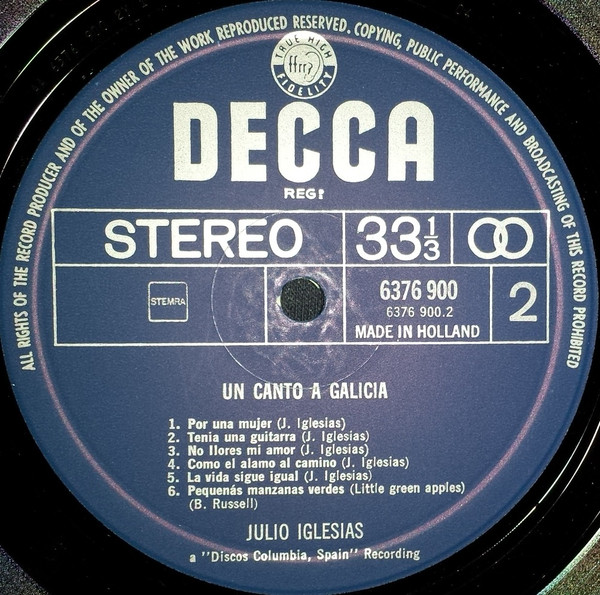 ALL RIGHTS OF THE RECORD PRODUCER AND OF THE OWNER OF THE WORK REPRODUCED RESERVED. COPYING, PUBLIC PERFORMANCE AND BROADCASTING OF THIS RECORD PROHIBITED
TRUE HIGH
ffrr
FIDELITY
DECCA
REGD
STEREO 33 1/3
STEMRA
6376 900
6376 900.2
MADE IN HOLLAND
2
UN CANTO A GALICIA
1. Por una mujer (J. Iglesias)
2. Tenia una guitarra (J. Iglesias)
3. No llores mi amor (J. Iglesias)
4. Como el alamo al camino (J. Iglesias)
5. La vida sigue igual (J. Iglesias)
6. Pequenás manzanas verdes (Little green apples)
(B. Russell)
JULIO IGLESIAS
a "Discos Columbia, Spain" Recording